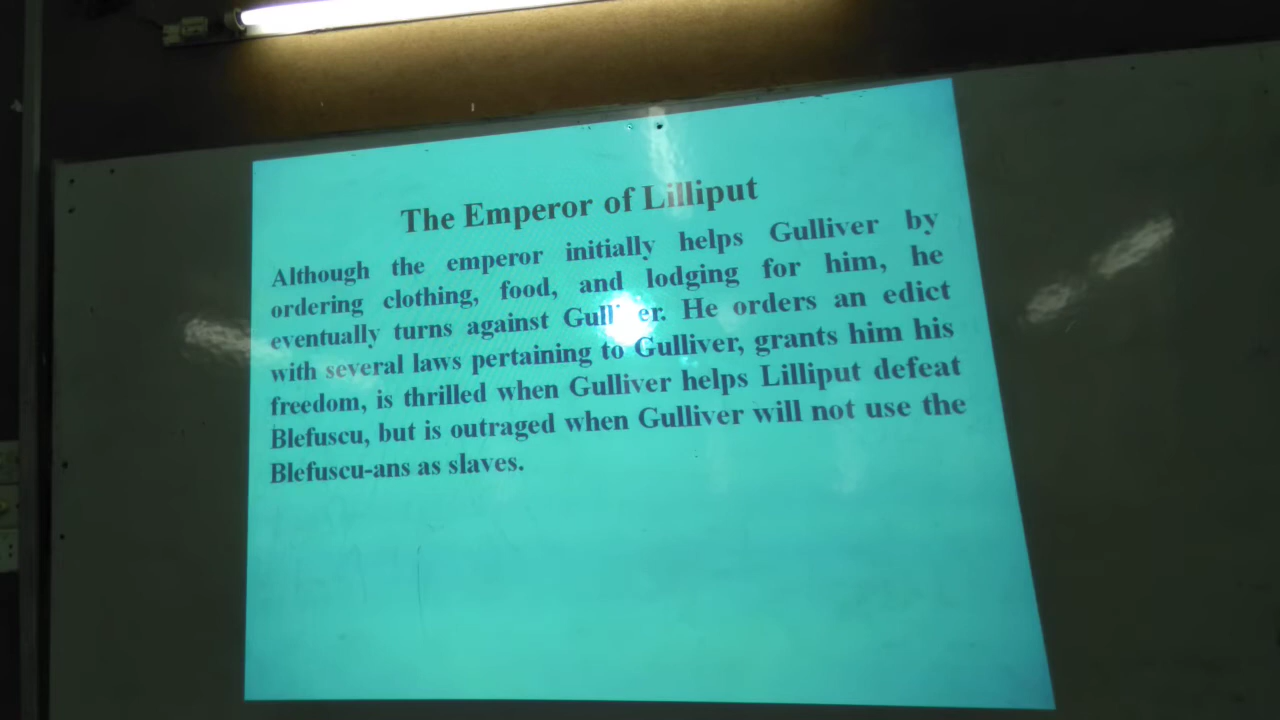 The Emperor of Lilliput
Although the emperor initially helps Gulliver by
ordering clothing, food, and lodging for him, he
eventually turns against Gulliver. He orders an edict
with several laws pertaining to Gulliver, grants him his
freedom, is thrilled when Gulliver helps Lilliput defeat
Blefuscu, but is outraged when Gulliver will not use the
Blefuscu-ans as slaves.